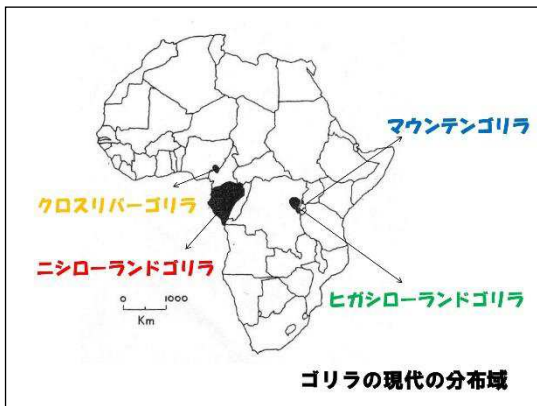 マウンテンゴリラ
クロスリバーゴリラ
ニシローランドゴリラ
ヒガシローランドゴリラ
0 1000
Km
ゴリラの現代の分布域